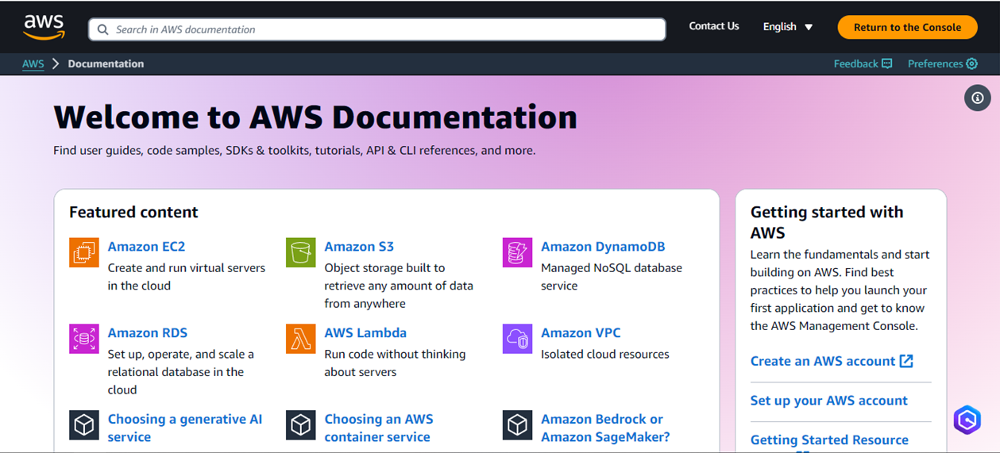 aws
Search in AWS documentation
Contact Us
English
Return to the Console
AWS
Documentation
Feedback
Preferences
Welcome to AWS Documentation
Find user guides, code samples, SDKs & toolkits, tutorials, API & CLI references, and more.
Featured content
Amazon EC2
Create and run virtual servers
in the cloud
Amazon S3
Object storage built to
retrieve any amount of data
from anywhere
Amazon DynamoDB
Managed NoSQL database
service
Amazon RDS
Set up, operate, and scale a
relational database in the
cloud
AWS Lambda
Run code without thinking
about servers
Amazon VPC
Isolated cloud resources
Choosing a generative AI
service
Choosing an AWS
container service
Amazon Bedrock or
Amazon SageMaker?
Getting started with
AWS
Learn the fundamentals and start
building on AWS. Find best
practices to help you launch your
first application and get to know
the AWS Management Console.
Create an AWS account
Set up your AWS account
Getting Started Resource